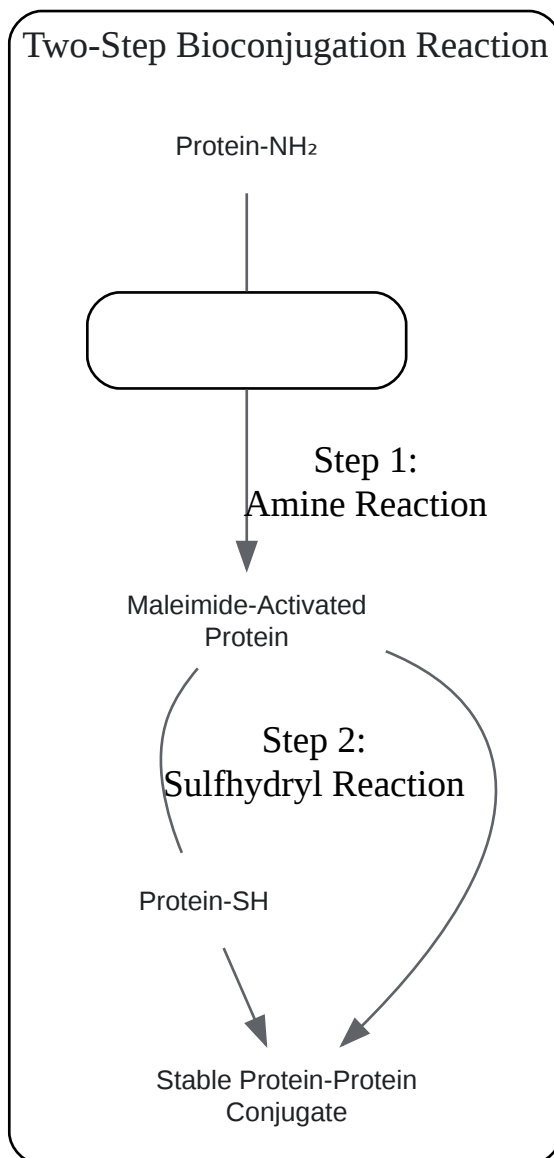 Two-Step Bioconjugation Reaction
Protein-NH₂
Step 1:
Amine Reaction
Maleimide-Activated
Protein
Step 2:
Sulfhydryl Reaction
Protein-SH
Stable Protein-Protein
Conjugate